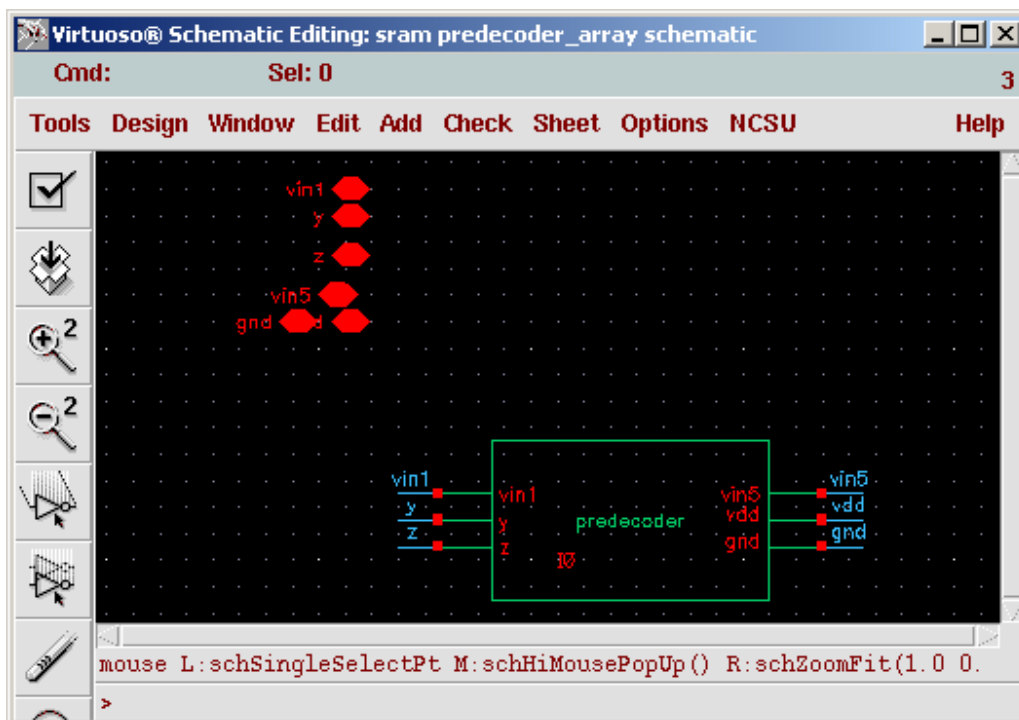 Virtuoso® Schematic Editing: sram predecoder_array schematic
Cmd: Sel: 0
3
Tools Design Window Edit Add Check Sheet Options NCSU Help
vin1
y
z
vin5
gnd d
2
2
vin1 vin5
y vdd
z gnd
vin1 vin5
y predecoder vdd
z I0 gnd
mouse L:schSingleSelectPt M:schHiMousePopUp() R:schZoomFit(1.0 0.
>